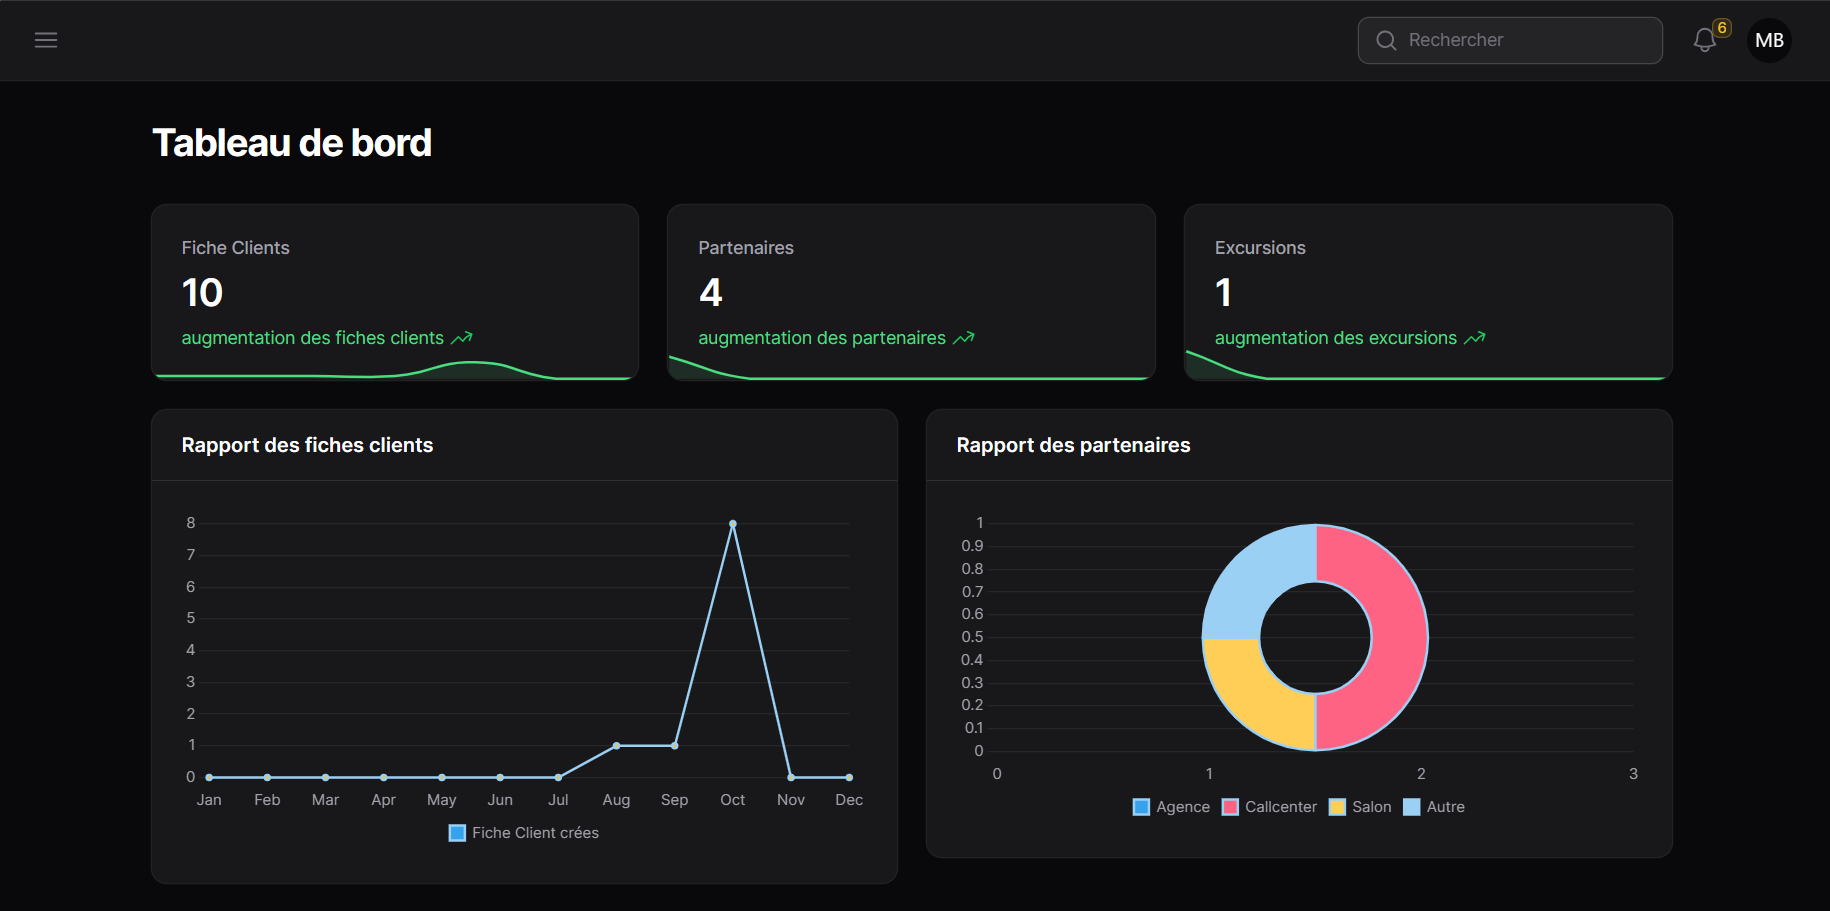 Rechercher
6
MB
Tableau de bord
Fiche Clients
10
augmentation des fiches clients
Partenaires
4
augmentation des partenaires
Excursions
1
augmentation des excursions
Rapport des fiches clients
8
7
6
5
4
3
2
1
0
Jan Feb Mar Apr May Jun Jul Aug Sep Oct Nov Dec
Fiche Client crées
Rapport des partenaires
1
0.9
0.8
0.7
0.6
0.5
0.4
0.3
0.2
0.1
0
0 1 2 3
Agence Callcenter Salon Autre